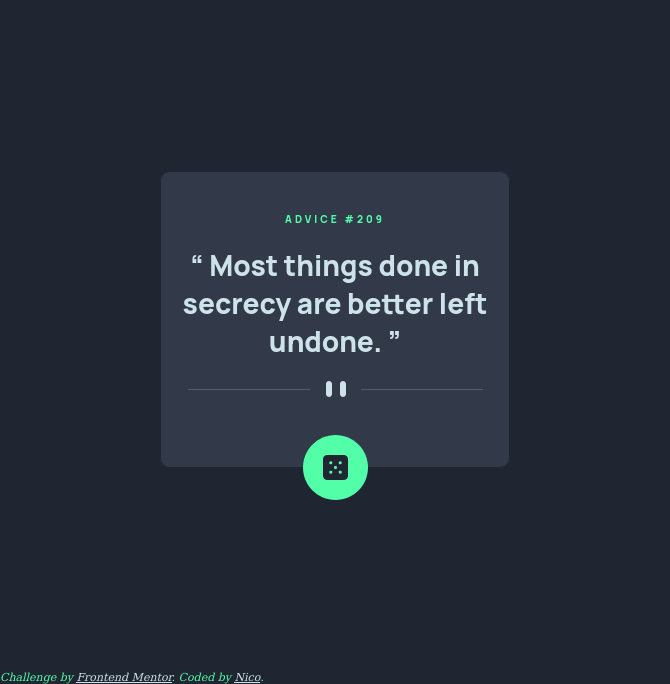 ADVICE #209
“ Most things done in
secrecy are better left
undone. ”
Challenge by Frontend Mentor. Coded by Nico.